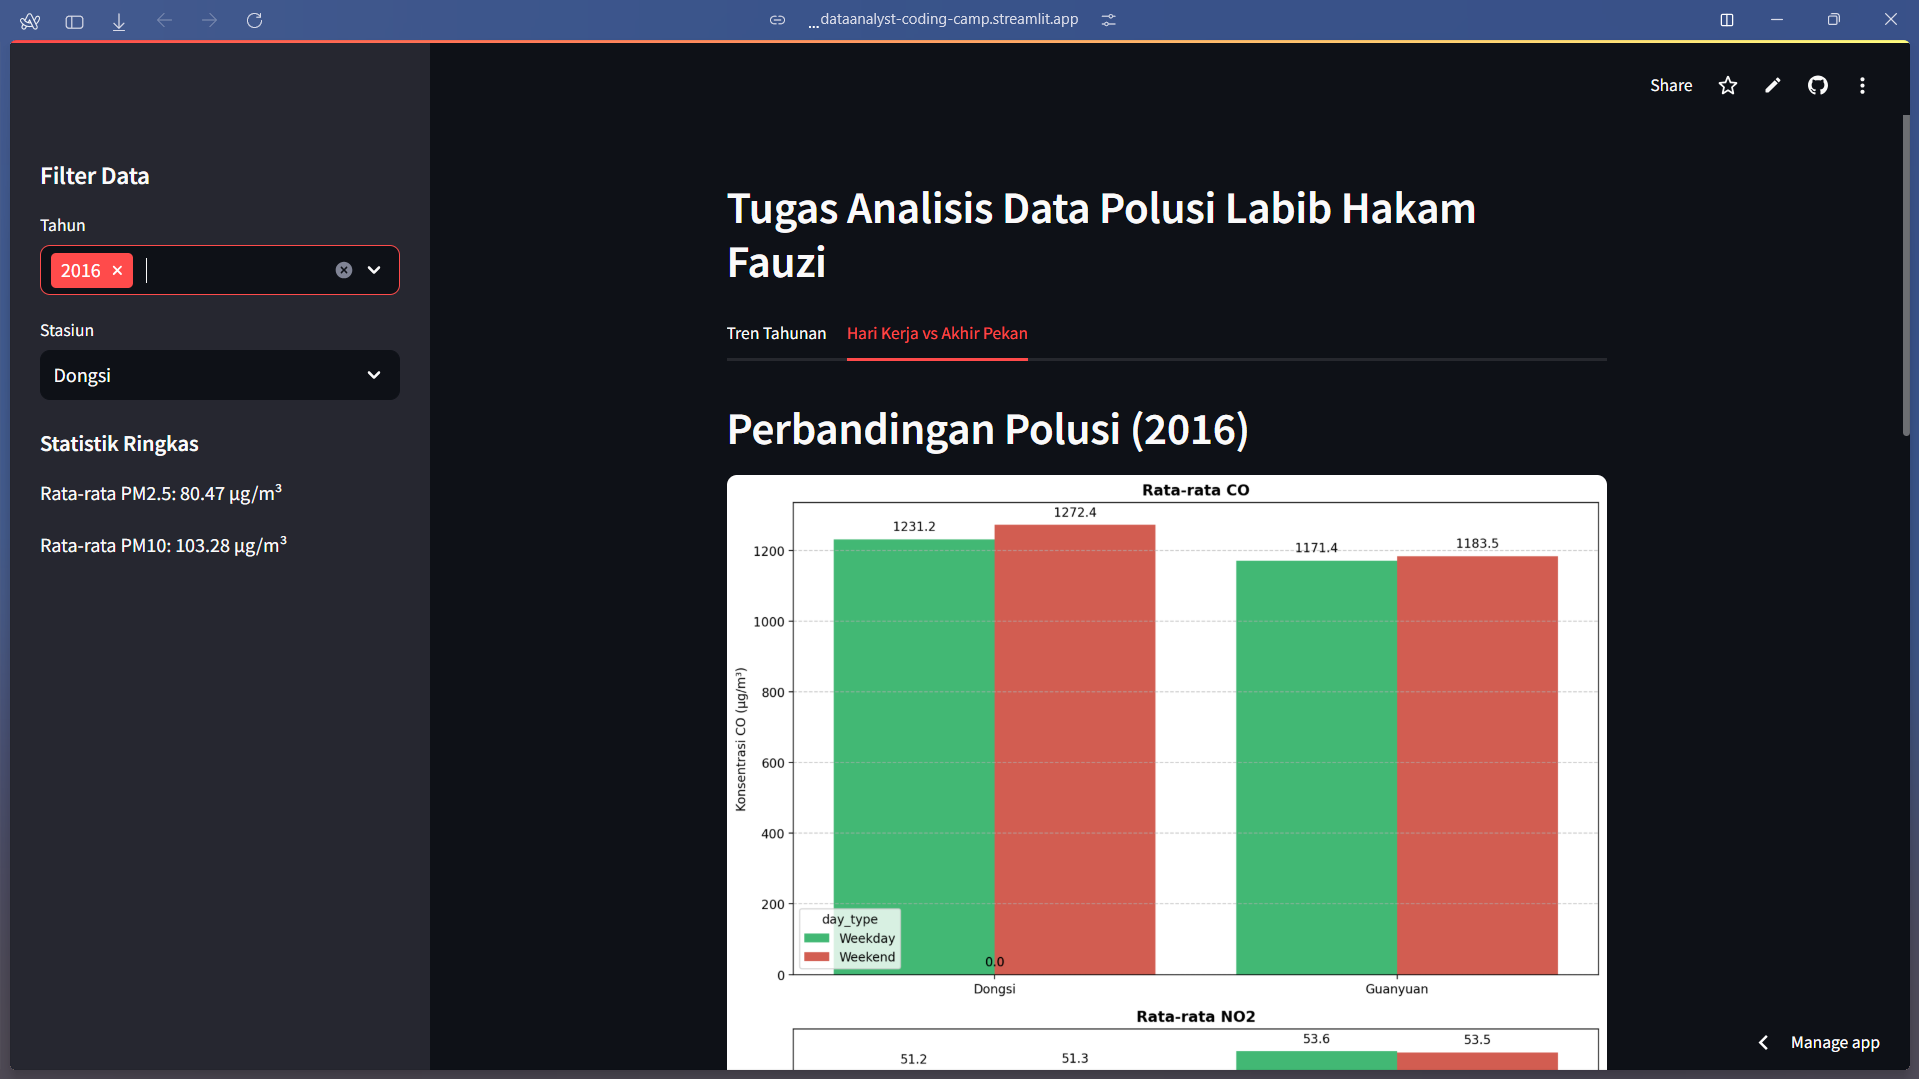 ...dataanalyst-coding-camp.streamlit.app
Share
Filter Data
Tahun
2016
Stasiun
Dongsi
Statistik Ringkas
Rata-rata PM2.5: 80.47 µg/m³
Rata-rata PM10: 103.28 µg/m³
Tugas Analisis Data Polusi Labib Hakam
Fauzi
Tren Tahunan
Hari Kerja vs Akhir Pekan
Perbandingan Polusi (2016)
Rata-rata CO
1231.2
1272.4
1171.4
1183.5
1200
1000
800
600
400
200
0
Konsentrasi CO (µg/m³)
day_type
Weekday
Weekend
0.0
Dongsi
Guanyuan
Rata-rata NO2
51.2
51.3
53.6
53.5
Manage app